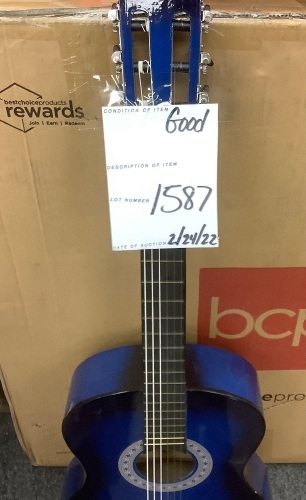 bestchoiceproducts
rewards
Join | Earn | Redeem
CONDITION OF ITEM
Good
DESCRIPTION OF ITEM
LOT NUMBER 1587
DATE OF AUCTION 2/24/22
bcp
epro